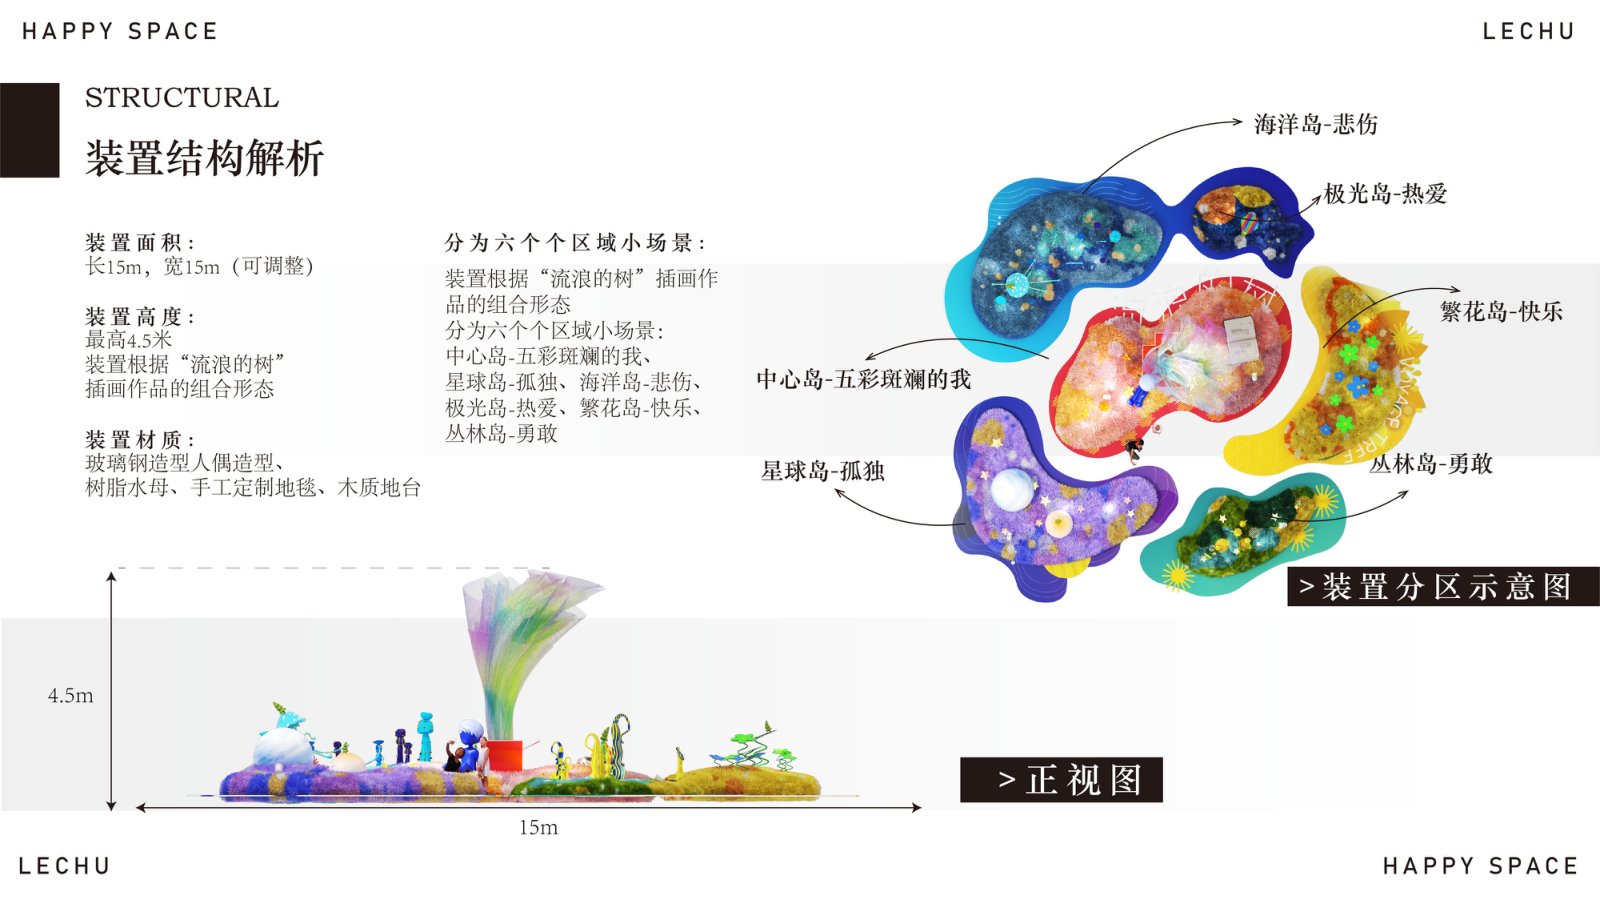 HAPPY SPACE
LECHU
STRUCTURAL
装置结构解析
装置面积:
长15m, 宽15m (可调整)
装置高度:
最高4.5米
装置根据“流浪的树”
插画作品的组合形态
装置材质:
玻璃钢造型人偶造型、
树脂水母、手工定制地毯、木质地台
分为六个个区域小场景:
装置根据“流浪的树”插画作
品的组合形态
分为六个个区域小场景:
中心岛-五彩斑斓的我、
星球岛-孤独、海洋岛-悲伤、
极光岛-热爱、繁花岛-快乐、
丛林岛-勇敢
海洋岛-悲伤
极光岛-热爱
繁花岛-快乐
中心岛-五彩斑斓的我
星球岛-孤独
丛林岛-勇敢
VOYAGE TREE
>装置分区示意图
4.5m
15m
>正视图
LECHU
HAPPY SPACE